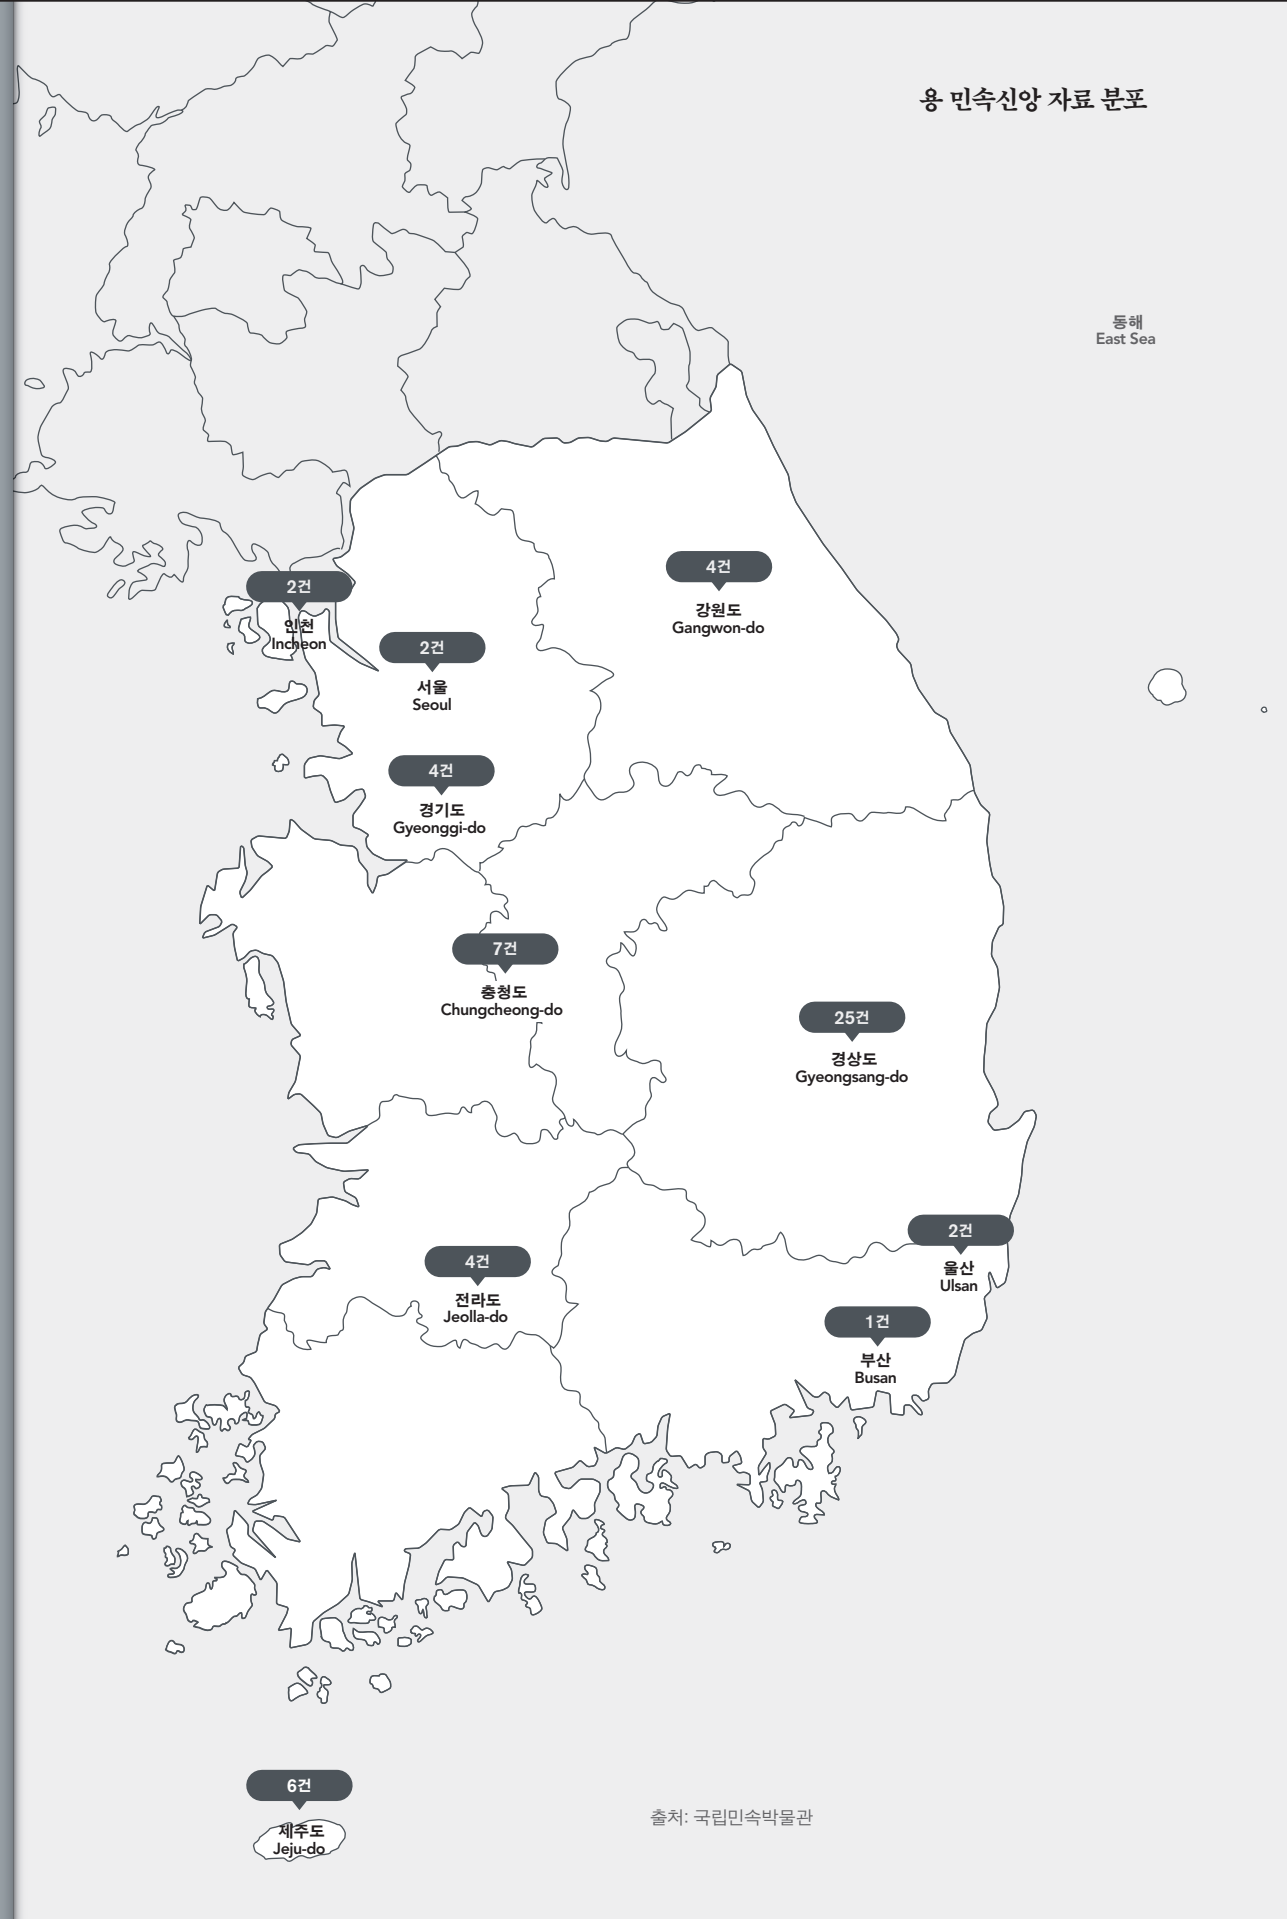 용 민속신앙 자료 분포
동해
East Sea
4건
강원도
Gangwon-do
2건
인천
Incheon
2건
서울
Seoul
4건
경기도
Gyeonggi-do
7건
충청도
Chungcheong-do
25건
경상도
Gyeongsang-do
2건
울산
Ulsan
4건
전라도
Jeolla-do
1건
부산
Busan
6건
제주도
Jeju-do
출처: 국립민속박물관